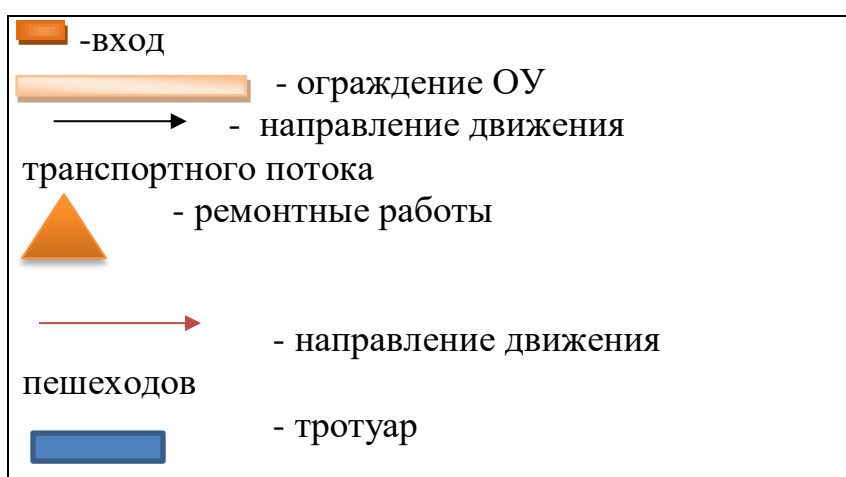 -вход
- ограждение ОУ
- направление движения
транспортного потока
- ремонтные работы
- направление движения
пешеходов
- тротуар